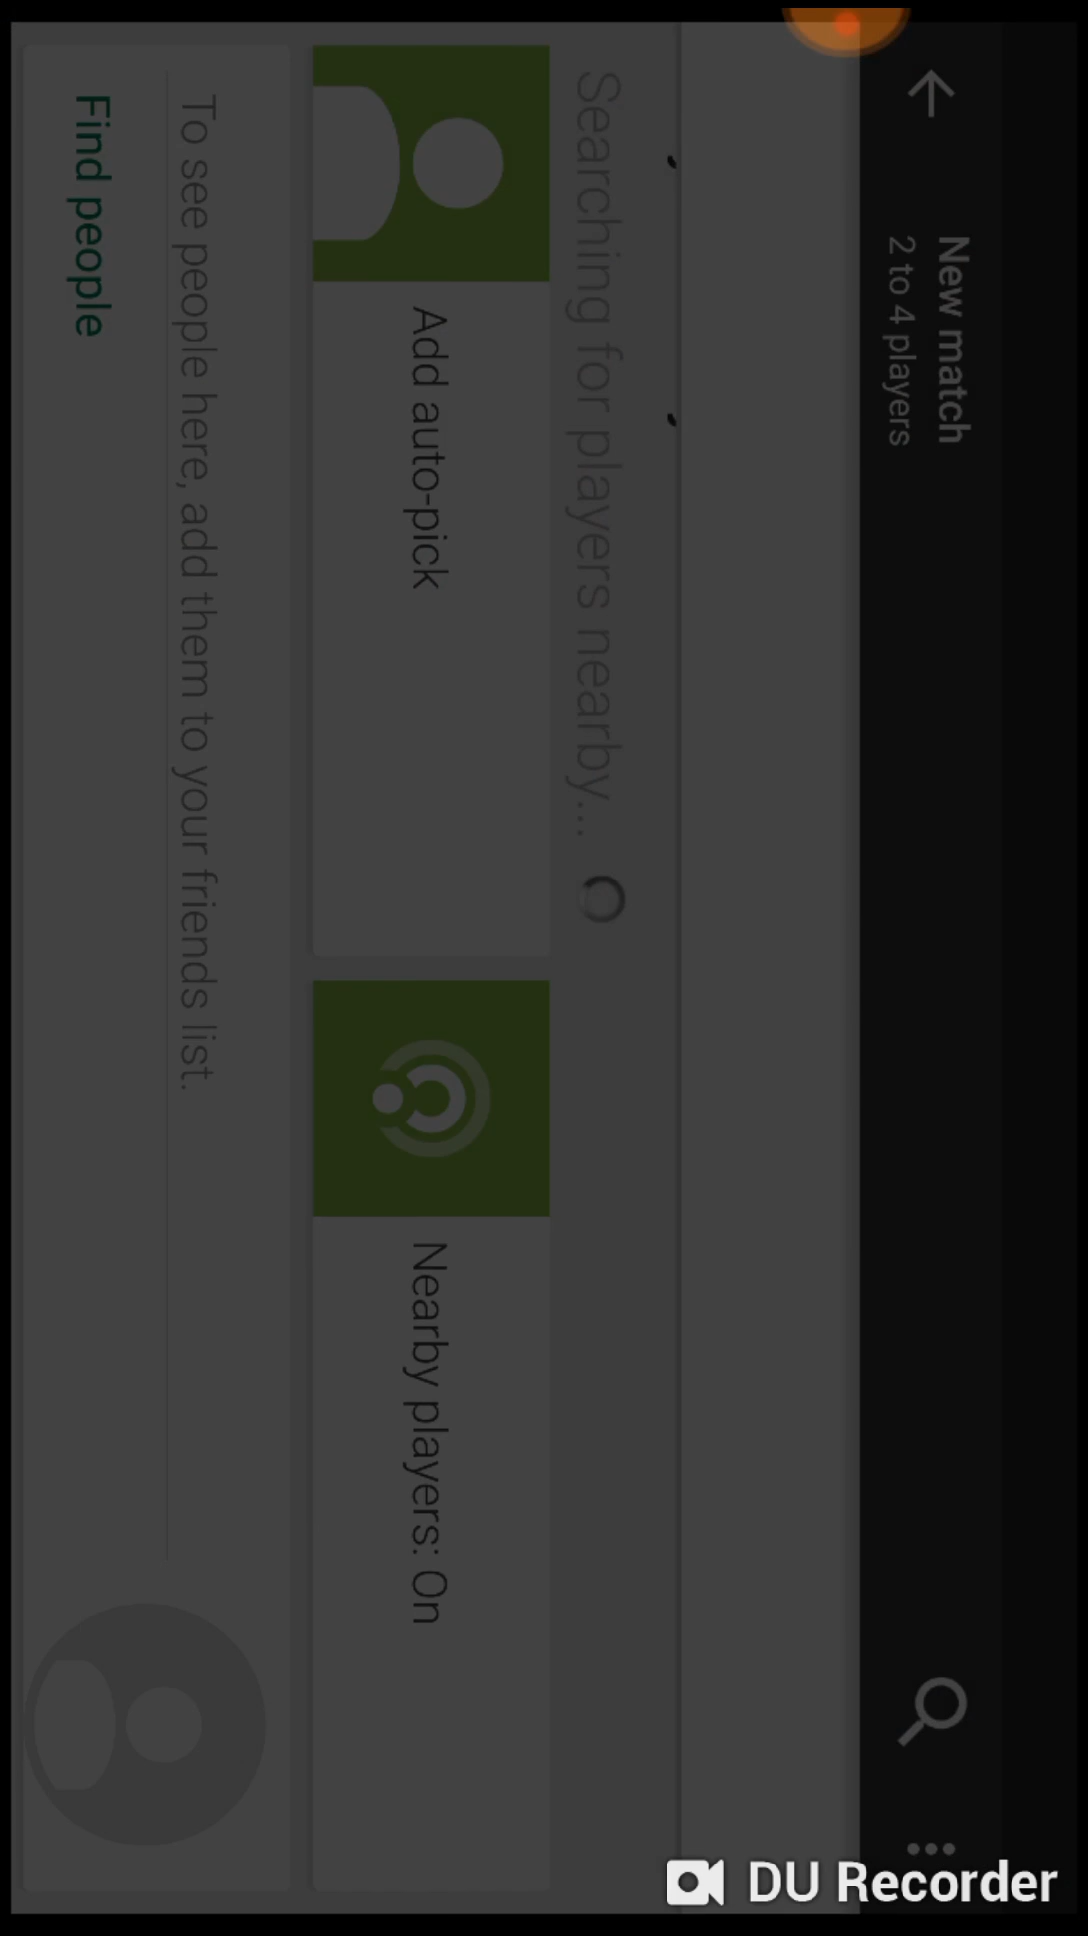 New match
2 to 4 players
Searching for players nearby...
Add auto-pick
Nearby players: On
To see people here, add them to your friends list.
Find people
DU Recorder